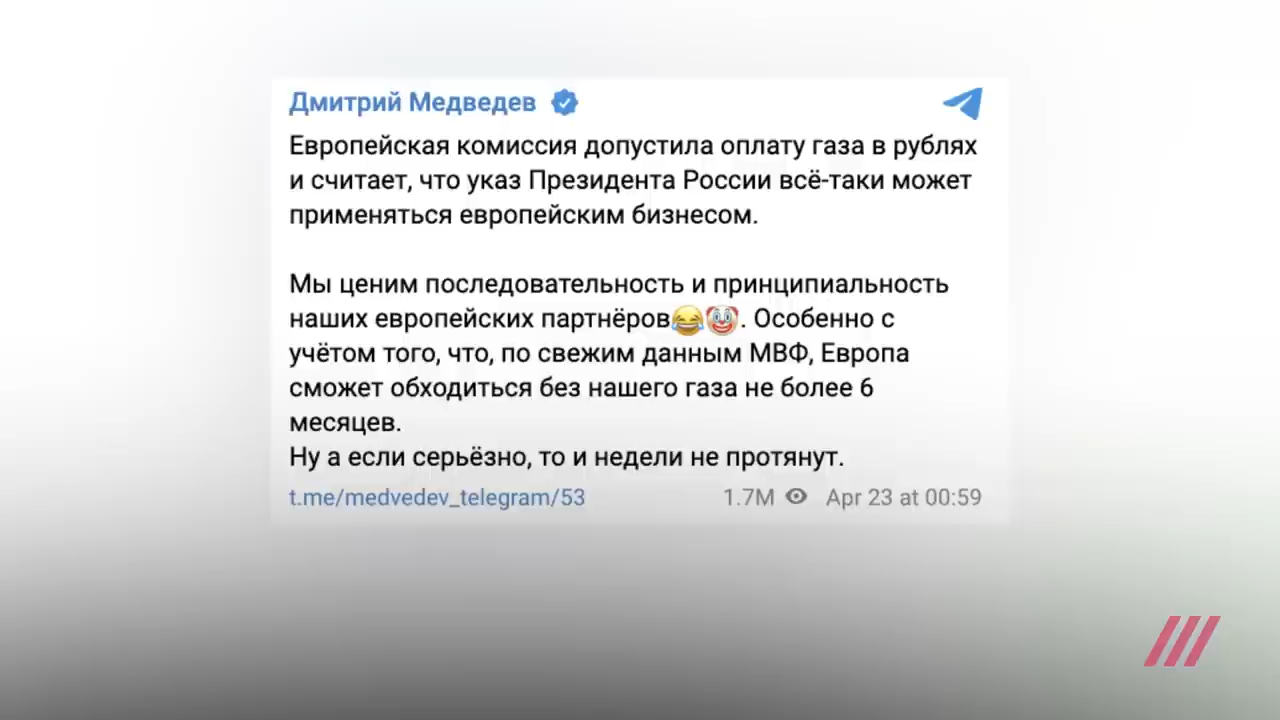 Дмитрий Медведев
Европейская комиссия допустила оплату газа в рублях
и считает, что указ Президента России всё-таки может
применяться европейским бизнесом.
Мы ценим последовательность и принципиальность
наших европейских партнёров😂🤡. Особенно с
учётом того, что, по свежим данным МВФ, Европа
сможет обходиться без нашего газа не более 6
месяцев.
Ну а если серьёзно, то и недели не протянут.
t.me/medvedev_telegram/53 1.7M Apr 23 at 00:59